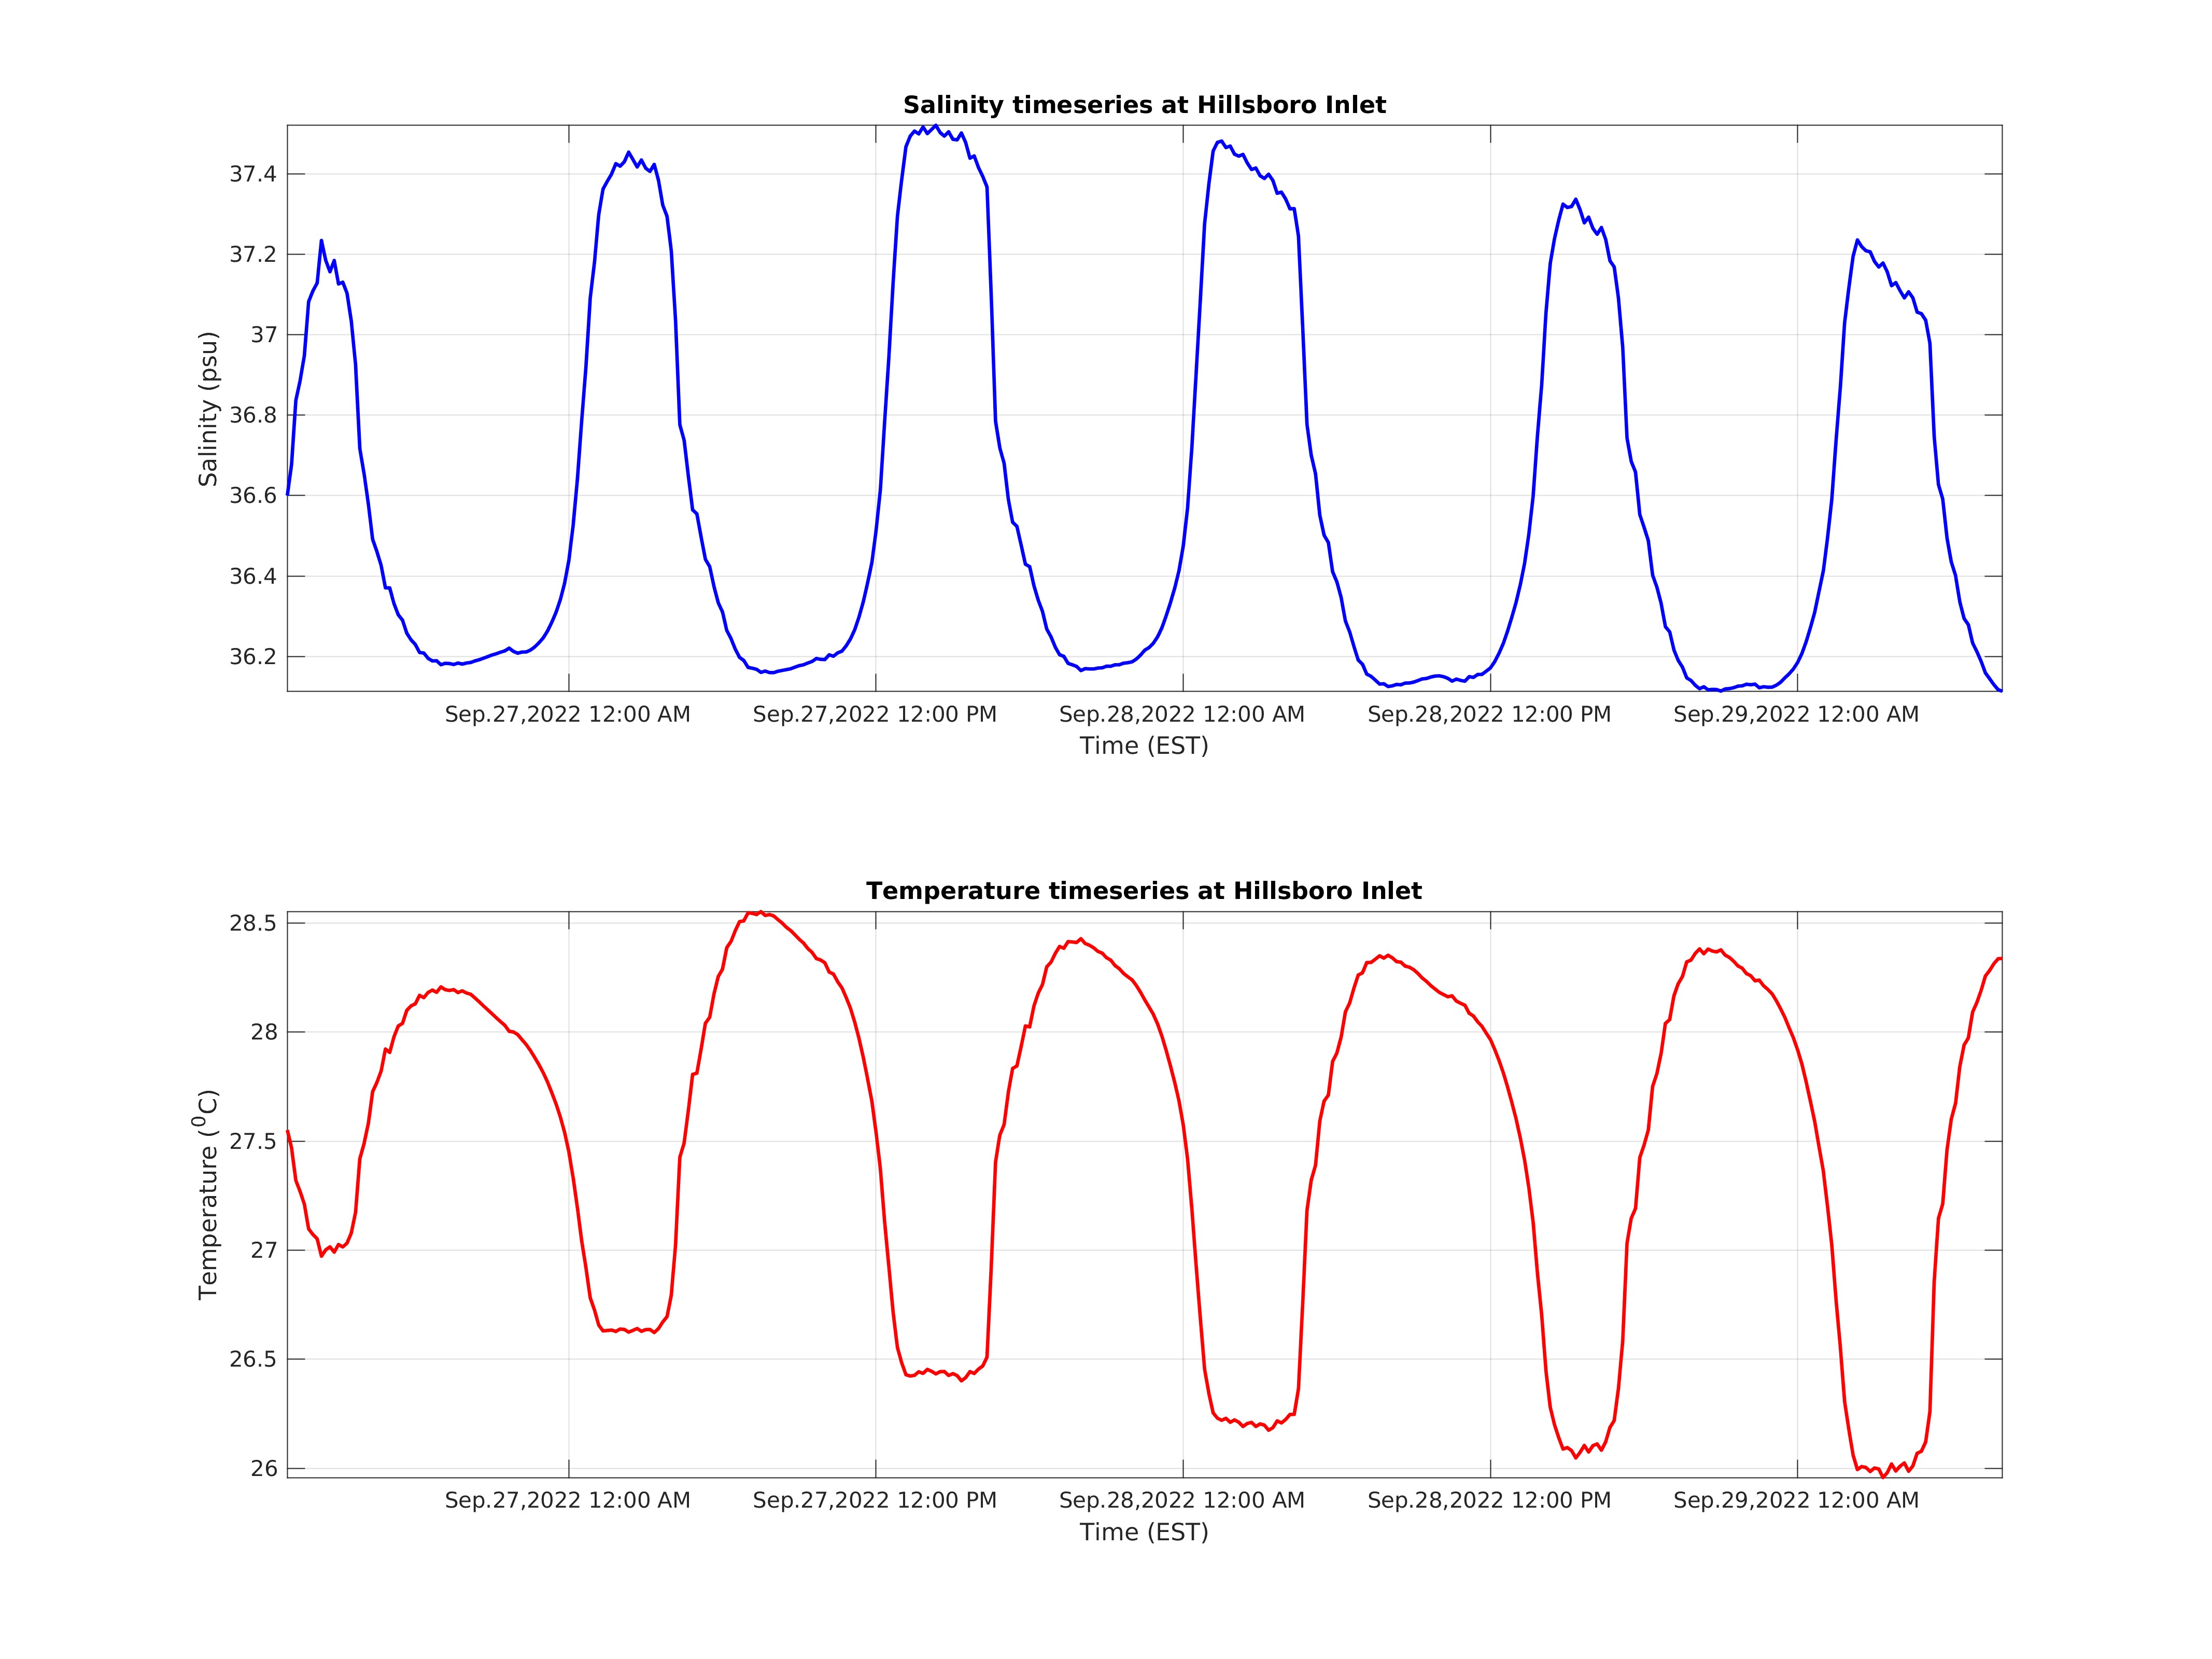 Salinity timeseries at Hillsboro Inlet
37.4
37.2
37
36.8
36.6
36.4
36.2
Salinity (psu)
Sep.27,2022 12:00 AM Sep.27,2022 12:00 PM Sep.28,2022 12:00 AM Sep.28,2022 12:00 PM Sep.29,2022 12:00 AM
Time (EST)
Temperature timeseries at Hillsboro Inlet
28.5
28
27.5
27
26.5
26
Temperature (⁰C)
Sep.27,2022 12:00 AM Sep.27,2022 12:00 PM Sep.28,2022 12:00 AM Sep.28,2022 12:00 PM Sep.29,2022 12:00 AM
Time (EST)